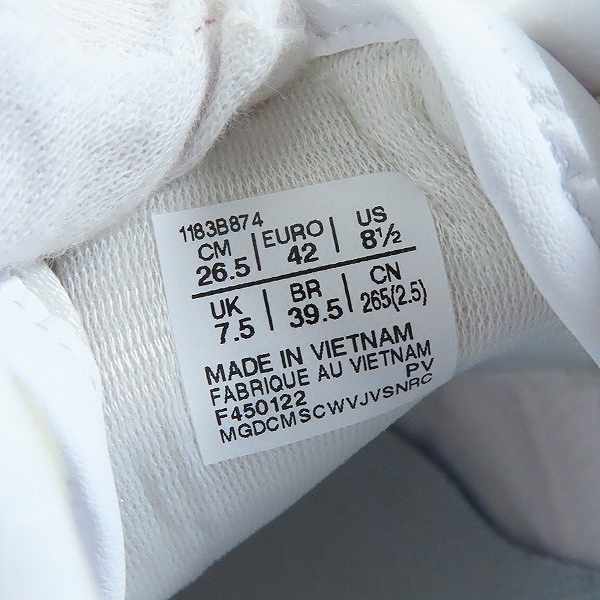 1183B874
CM EURO US
26.5 42 8½
UK BR CN
7.5 39.5 265(2.5)
MADE IN VIETNAM
FABRIQUE AU VIETNAM
F450122 PV
MGDCMSCWVJVSNRC